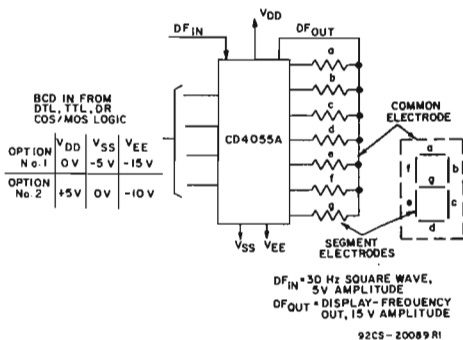 DF IN
VDD
DF OUT
a
b
c
d
e
f
g
BCD IN FROM
DTL, TTL, OR
COS/MOS LOGIC
VDD VSS VEE
OPTION No.1 0V -5V -15V
OPTION No.2 +5V 0V -10V
CD4055A
VSS VEE
COMMON
ELECTRODE
a
f b
g
e c
d
SEGMENT
ELECTRODES
DF IN = 30 Hz SQUARE WAVE,
5V AMPLITUDE
DF OUT = DISPLAY-FREQUENCY
OUT, 15 V AMPLITUDE
92CS-20089R1